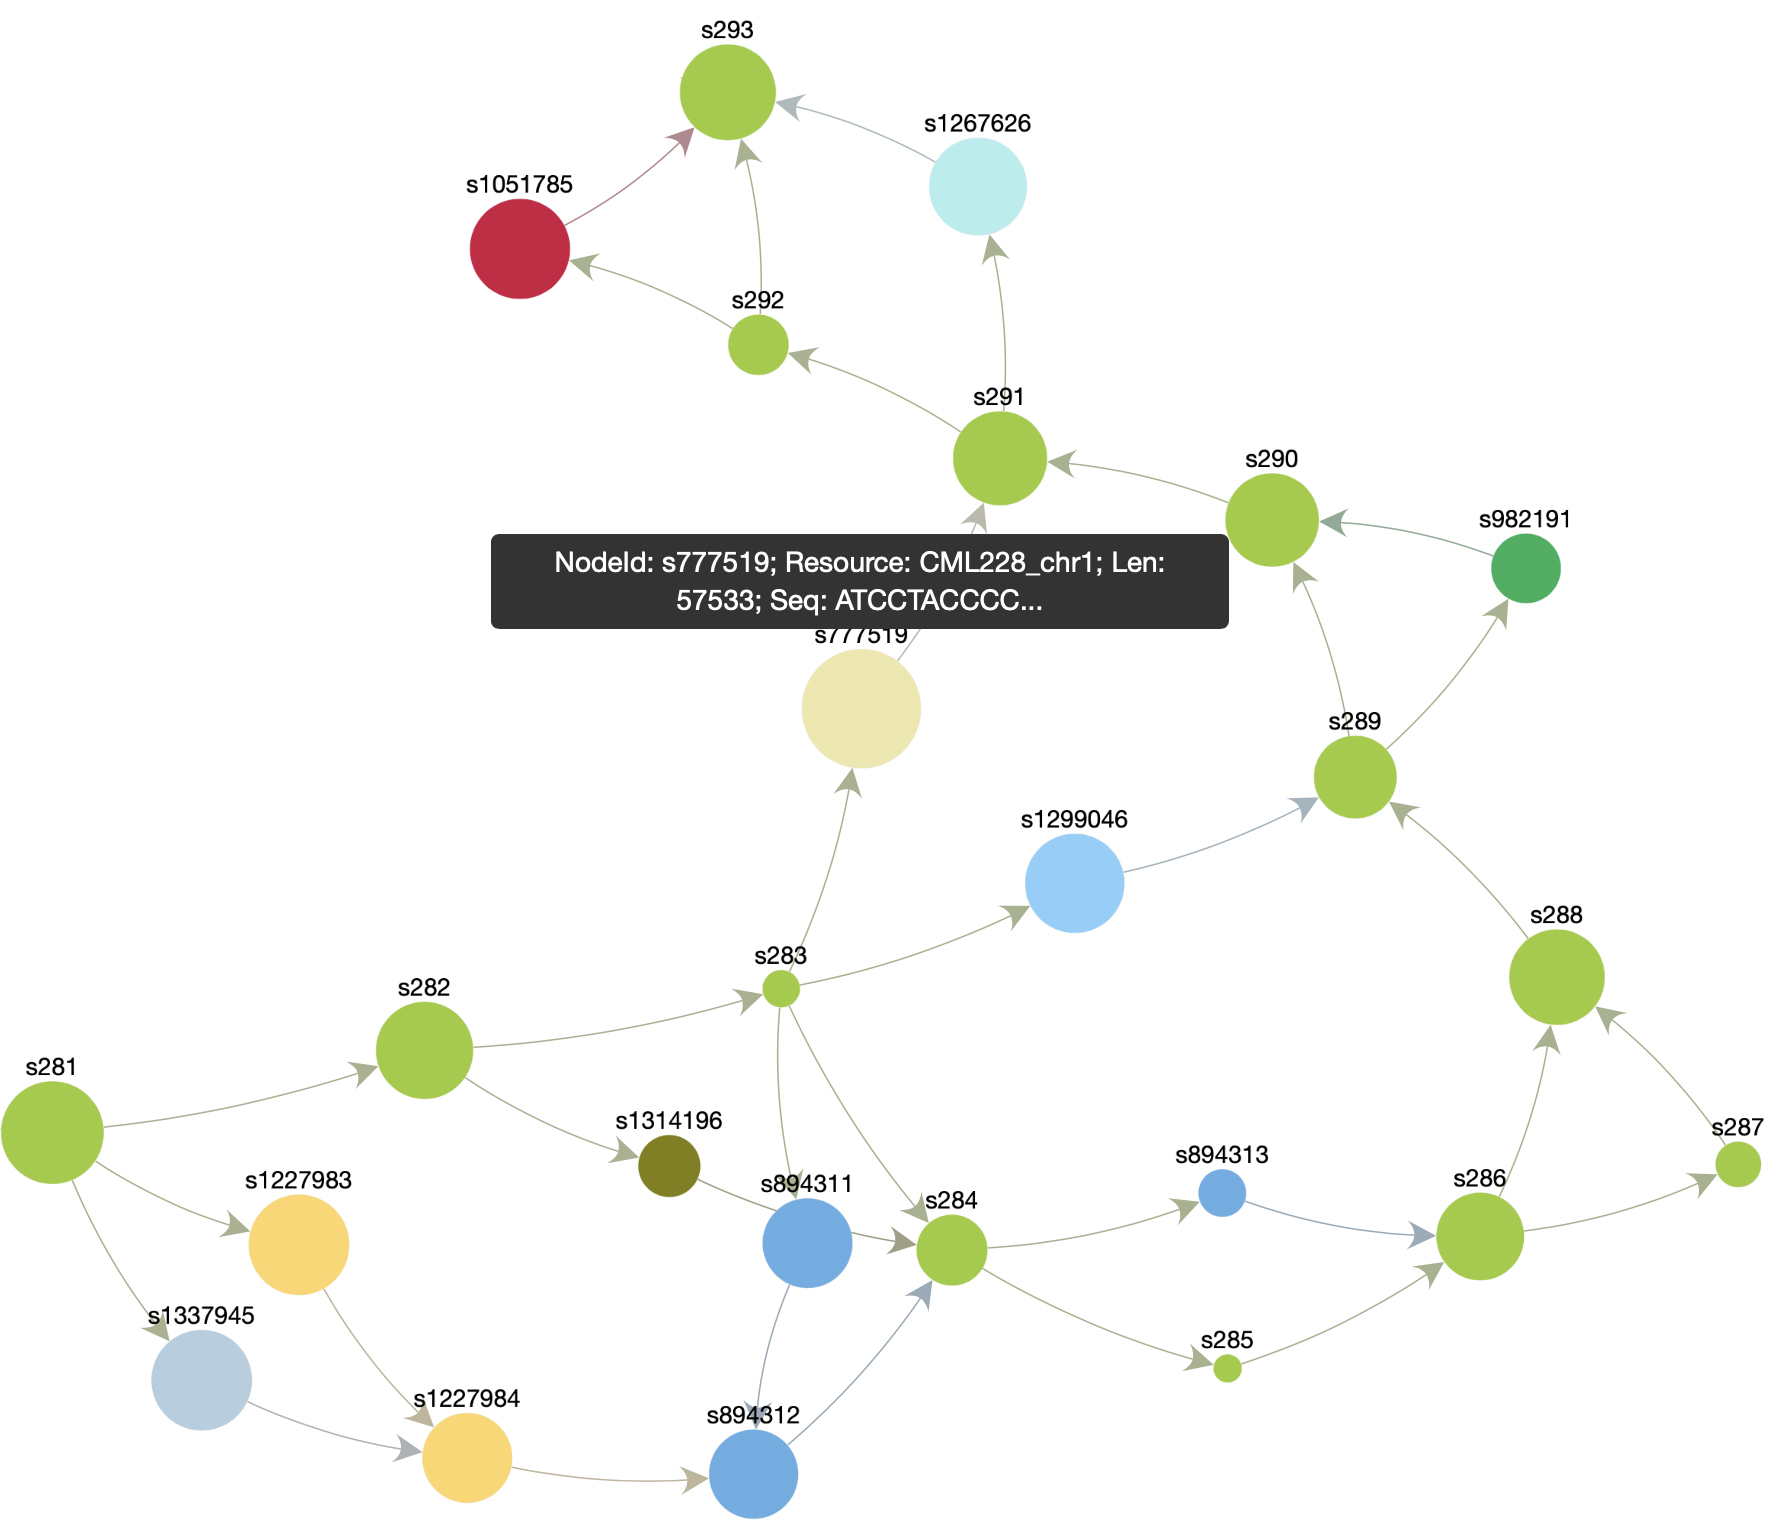 s293
s1267626
s1051785
s292
s291
s290
s982191
NodeId: s777519; Resource: CML228_chr1; Len:
57533; Seq: ATCCTACCCC...
s777519
s289
s1299046
s288
s283
s282
s281
s1314196
s287
s894313
s1227983
s894311
s286
s284
s1337945
s285
s1227984
s894312